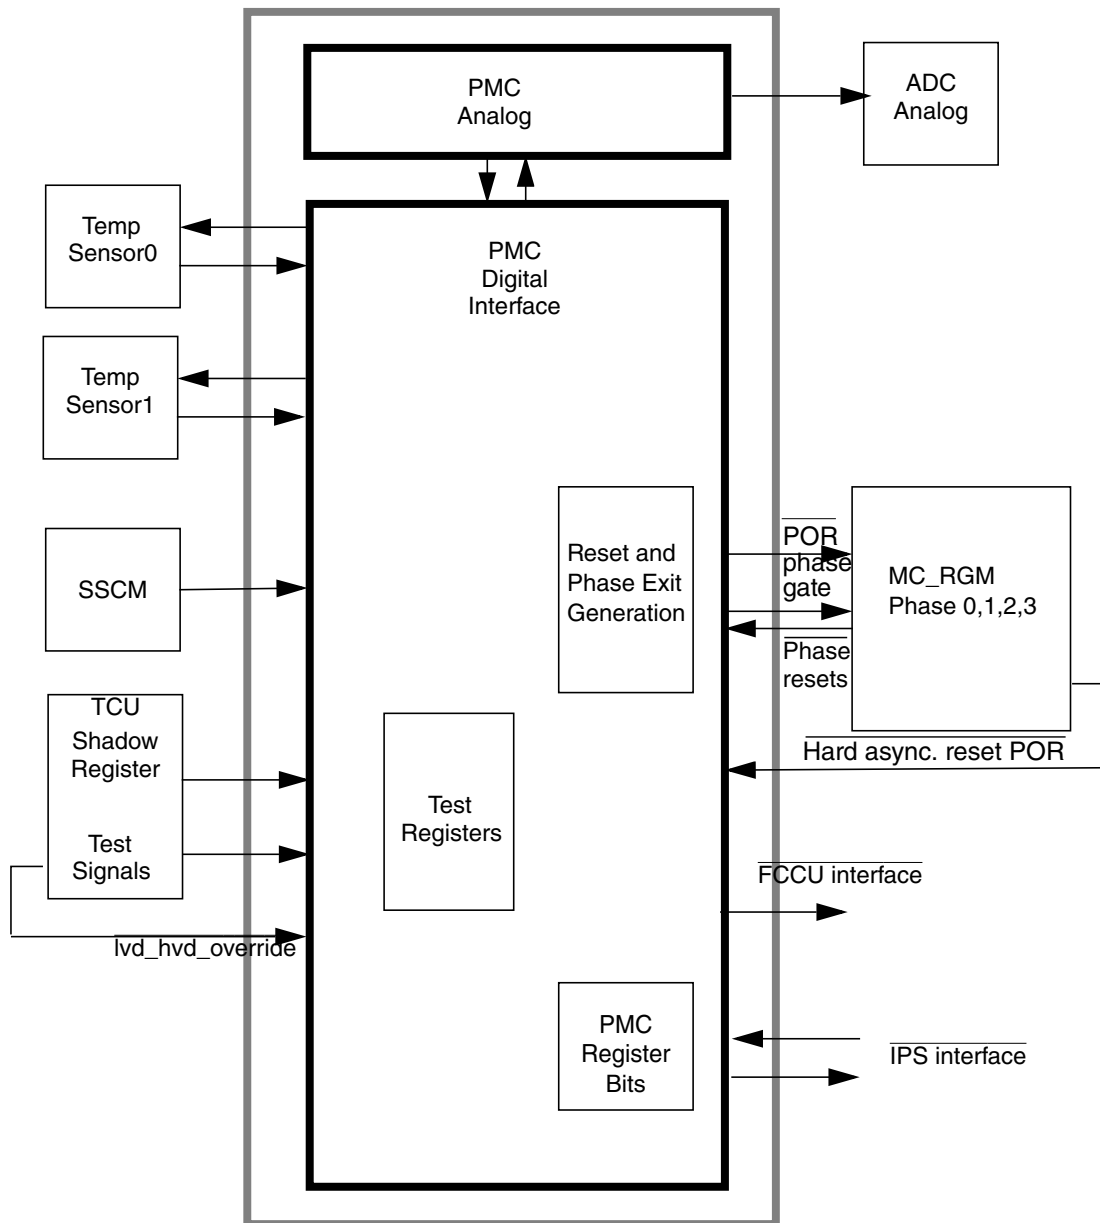 PMC
Analog
ADC
Analog
Temp
Sensor0
PMC
Digital
Interface
Temp
Sensor1
SSCM
Reset and
Phase Exit
Generation
POR
phase
gate
MC_RGM
Phase 0,1,2,3
Phase
resets
TCU
Shadow
Register
Test
Signals
Hard async. reset POR
Test
Registers
FCCU interface
lvd_hvd_override
PMC
Register
Bits
IPS interface